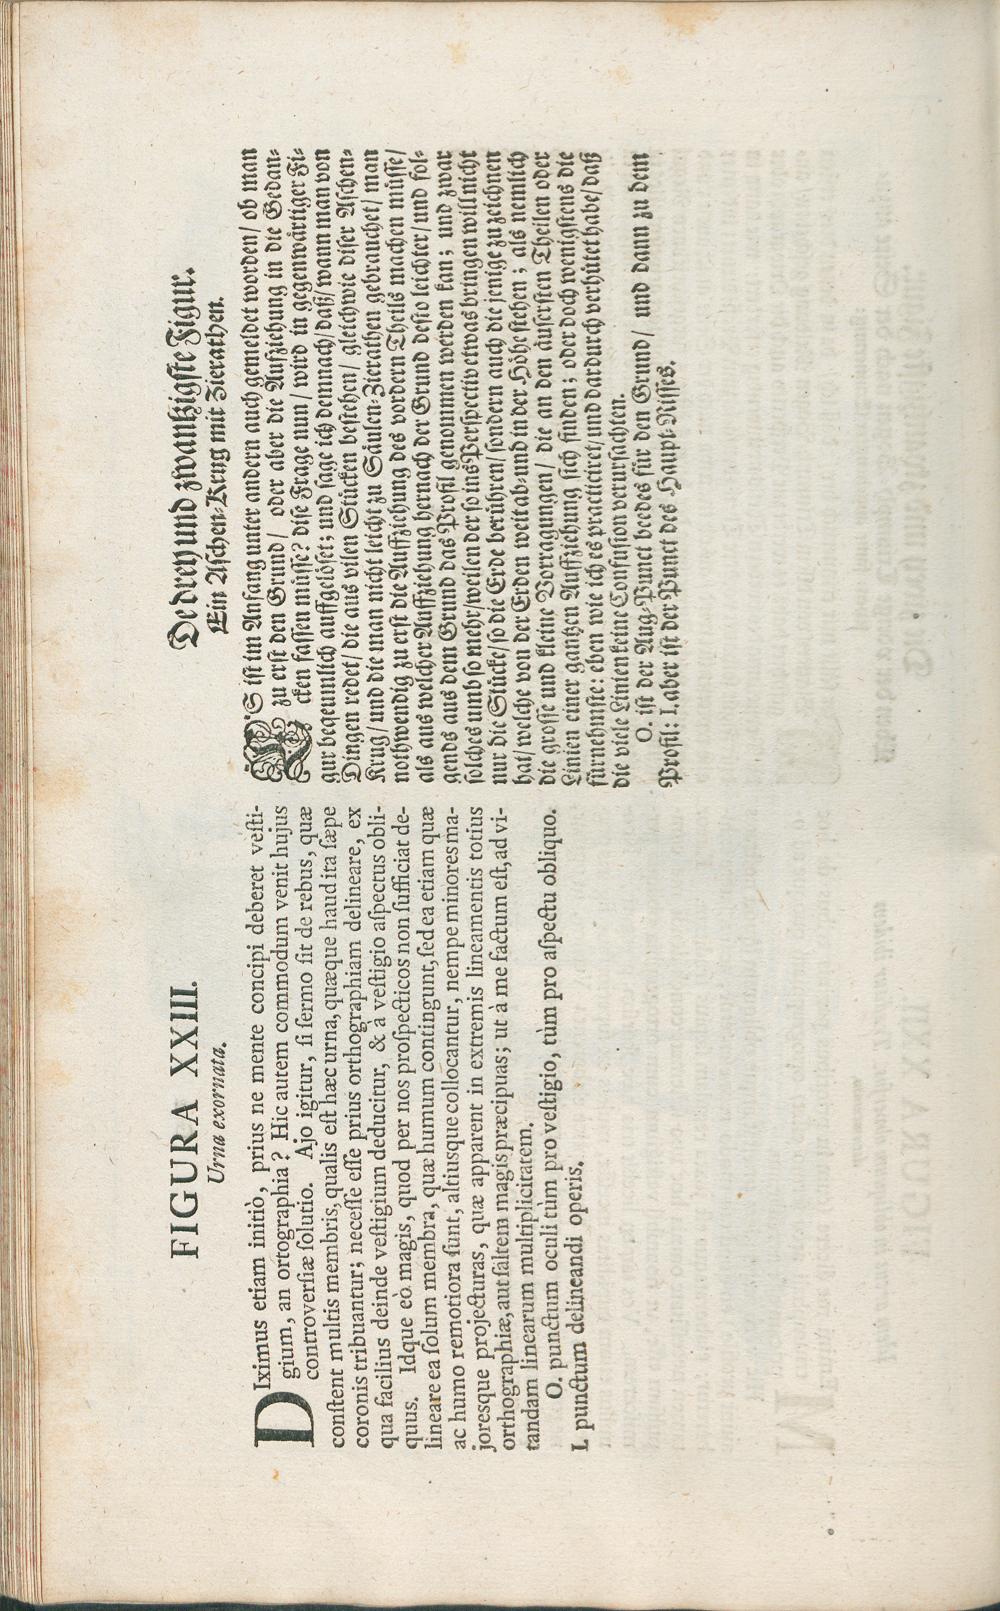 FIGURA XXIII.
Urna exornata.
DIximus etiam initiò, prius ne mente concipi deberet veſti-
gium, an ortographia? Hic autem commodum venit hujus
controverſiæ ſolutio. Ajo igitur, ſi ſermo ſit de rebus, quæ
conſtent multis membris, qualis eſt hæc urna, quæque haud ita ſæpe
coronis tribuantur; neceſſe eſſe prius orthographiam delineare, ex
qua facilius deinde veſtigium deducitur, & à veſtigio aſpectus obli-
quus. Idque eò magis, quod per nos proſpecticos non ſufficiat de-
lineare ea ſolum membra, quæ humum contingunt, ſed ea etiam quæ
ac humo remotiora ſunt, altiusque collocantur, nempe minores ma-
joresque projecturas, quæ apparent in extremis lineamentis totius
orthographiæ, aut ſaltem magis præcipuas; ut à me factum eſt, ad vi-
tandam linearum multiplicitatem.
O. punctum oculi tùm pro veſtigio, tùm pro aſpectu obliquo.
L punctum delineandi operis.
De drey und zwantzigſte Figur.
Ein Aſchen-Krug mit Zierathen.
ES iſt im Anfang unter andern auch gemeldet worden/ ob man
zu erſt den Grund/ oder aber die Aufziehung in die Gedan-
cken faſſen müſſe? Diſe Frage nun/ wird in gegenwärtiger Fi-
gur beqeumlich auffgelöſet; und ſage ich demnach/ daß/ wann man von
Dingen redet/ die aus vilen Stücken beſtehen/ gleichwie diſer Aſchen-
Krug/ und die man nicht leicht zu Säulen-Zierathen gebrauchet/ man
nothwendig zu erſt die Auffziehung des vordern Theils machen müſſe/
als aus welcher Auffziehung hernach der Grund deſto leichter/ und fol-
gends aus dem Grund das Profil genommen werden kan; und zwar
ſolches umb ſo mehr/ weilen der ſo ins Perſpectiv etwas bringen will nicht
nur die Stücke/ ſo die Erde berühren/ ſondern auch die jenige zu zeichnen
hat/ welche von der Erden weit ab- und in der Höhe ſtehen; als nemlich
die groſſe und kleine Vorragungen/ die an den äuſerſten Theilen oder
Linien einer gantzen Auffziehung ſich finden; oder doch wenigſtens die
fürnehmſte: eben wie ich es practiciret/ und dardurch verhütet habe/ daß
die viele Linien keine Confuſion verurſachten.
O. iſt der Aug-Punct beedes für den Grund/ und dann zu dem
Profil: L aber iſt der Punct des Haupt-Riſſes.